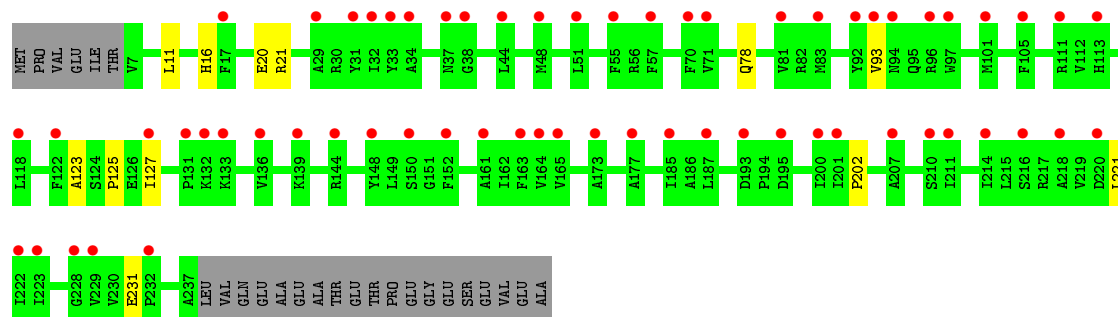 MET PRO VAL GLU ILE THR V7 L11 H16 F17 E20 R21 A29 R30 Y31 I32 Y33 A34 N37 G38 L44 M48 L51 F55 R56 F57 F70 V71 Q78 V81 R82 M83 Y92 V93 N94 Q95 R96 W97 M101 F105 R111 V112 H113
L118 F122 A123 S124 P125 E126 I127 P131 K132 K133 V136 K139 R144 Y148 L149 S150 G151 F152 A161 I162 F163 V164 V165 A173 A177 I185 A186 L187 D193 P194 D195 I200 I201 P202 A207 S210 I211 I214 L215 S216 R217 A218 V219 D220 L221
I222 I223 G228 V229 V230 E231 P232 A237 LEU VAL GLN GLU ALA GLU ALA THR GLU THR PRO GLU GLY GLU SER GLU VAL GLU ALA